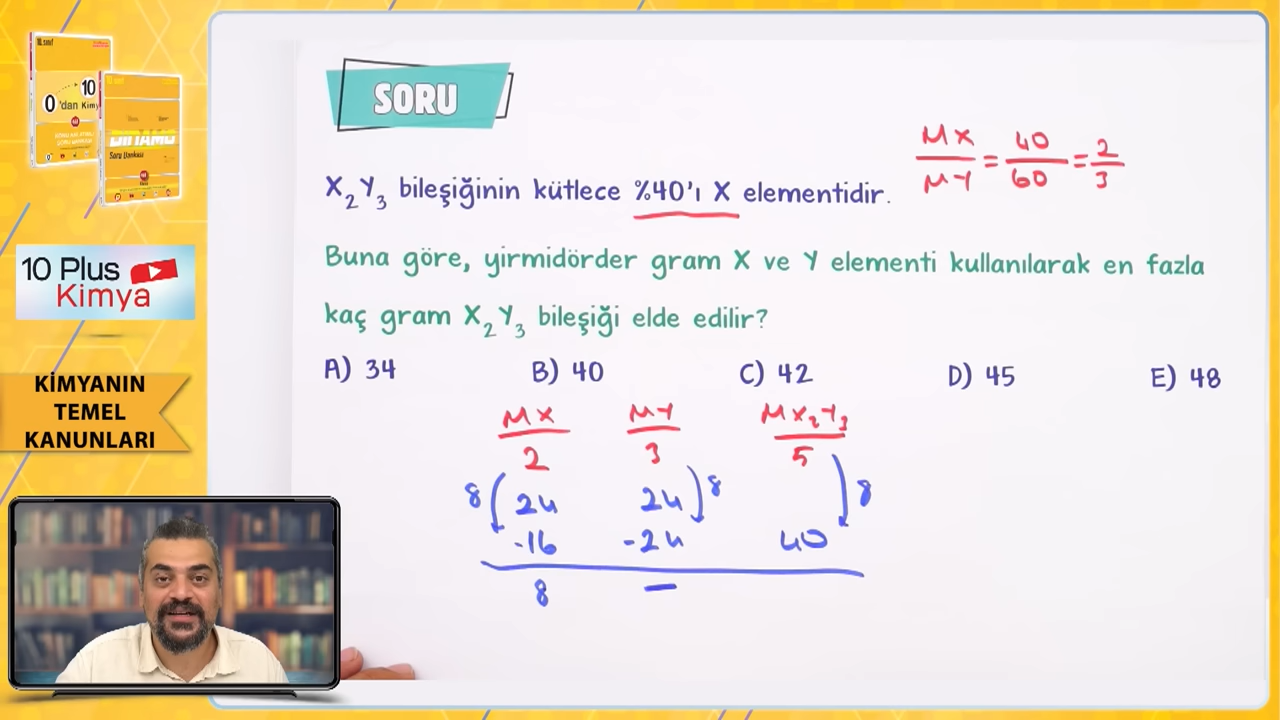 10. Sınıf
10
0 'dan Kimya
DİNAMO
Soru Bankası
10 Plus
Kimya
KİMYANIN
TEMEL
KANUNLARI
SORU
X₂Y₃ bileşiğinin kütlece %40'ı X elementidir.
MX/MY = 40/60 = 2/3
Buna göre, yirmidörder gram X ve Y elementi kullanılarak en fazla
kaç gram X₂Y₃ bileşiği elde edilir?
A) 34 B) 40 C) 42 D) 45 E) 48
MX MY MX₂Y₃
2 3 5
8 24 24 8 8
-16 -24 40
8 –